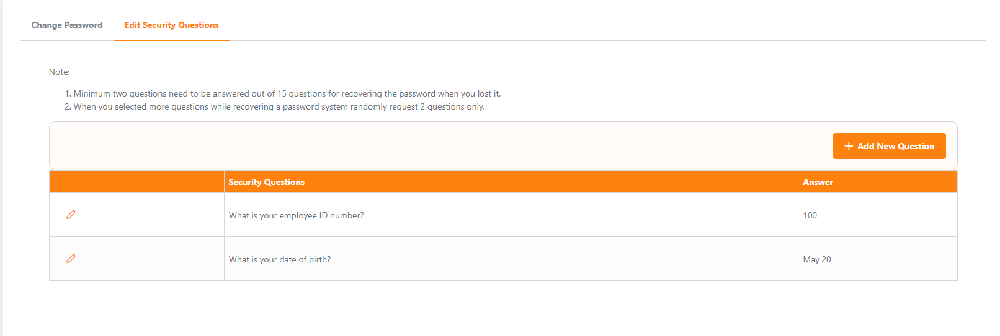 Change Password Edit Security Questions
Note:
1. Minimum two questions need to be answered out of 15 questions for recovering the password when you lost it.
2. When you selected more questions while recovering a password system randomly request 2 questions only.
Add New Question
Security Questions Answer
What is your employee ID number? 100
What is your date of birth? May 20